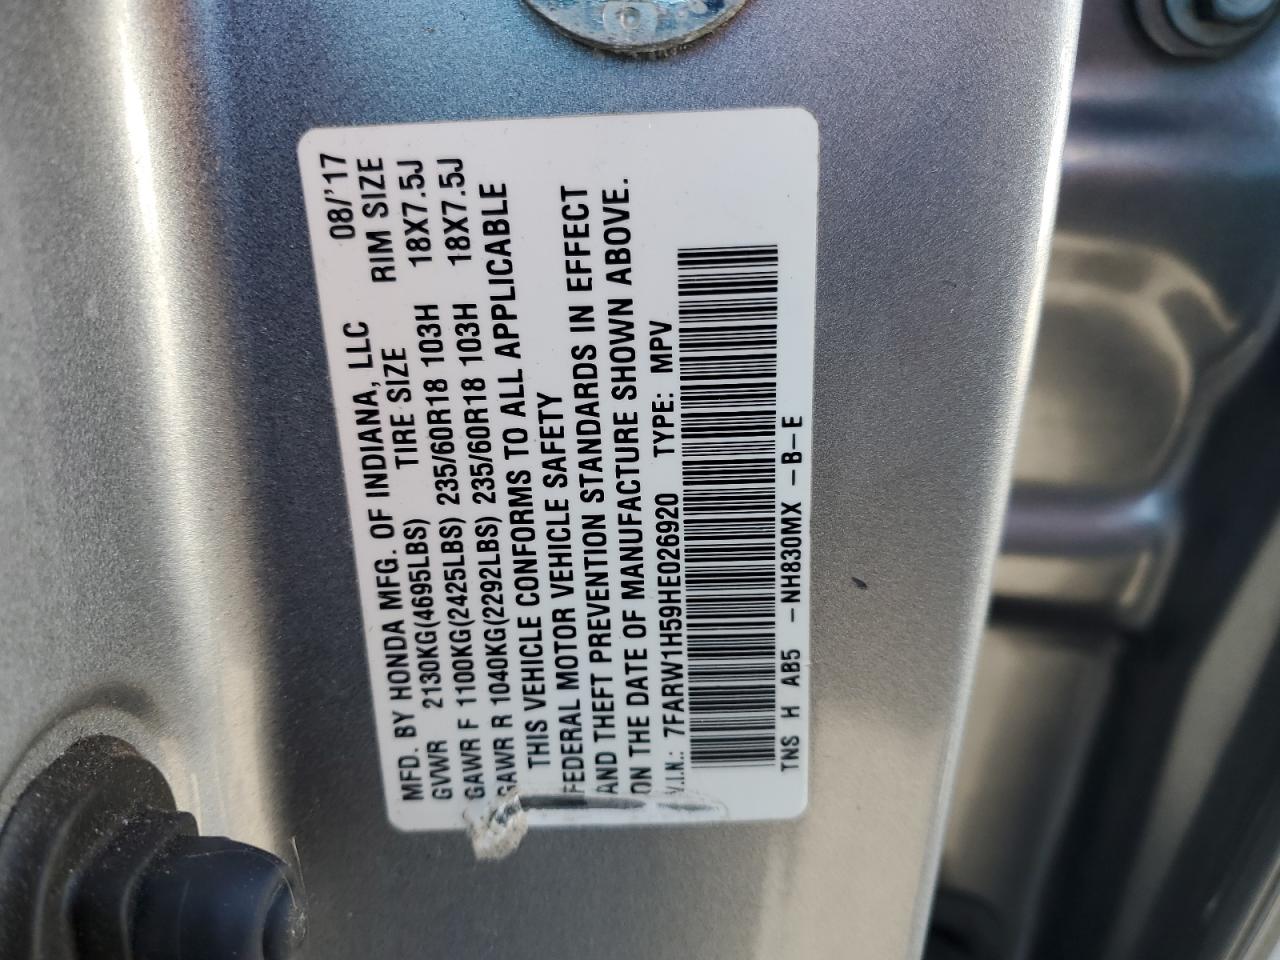 08/'17
MFD. BY HONDA MFG. OF INDIANA, LLC
TIRE SIZE RIM SIZE
GVWR 2130KG(4695LBS)
GAWR F 1100KG(2425LBS) 235/60R18 103H 18X7.5J
GAWR R 1040KG(2292LBS) 235/60R18 103H 18X7.5J
THIS VEHICLE CONFORMS TO ALL APPLICABLE
FEDERAL MOTOR VEHICLE SAFETY
AND THEFT PREVENTION STANDARDS IN EFFECT
ON THE DATE OF MANUFACTURE SHOWN ABOVE.
V.I.N.: 7FARW1H59HE026920 TYPE: MPV
TNS H AB5 -NH830MX -B-E